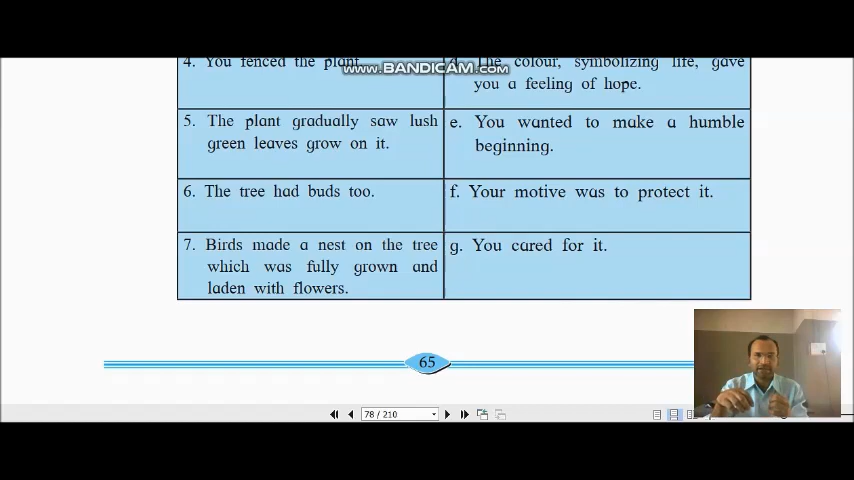 www.BANDICAM.com
4. You fenced the plant.
The colour, symbolizing life, gave
you a feeling of hope.
5. The plant gradually saw lush
green leaves grow on it.
e. You wanted to make a humble
beginning.
6. The tree had buds too.
f. Your motive was to protect it.
7. Birds made a nest on the tree
which was fully grown and
laden with flowers.
g. You cared for it.
65
78 / 210